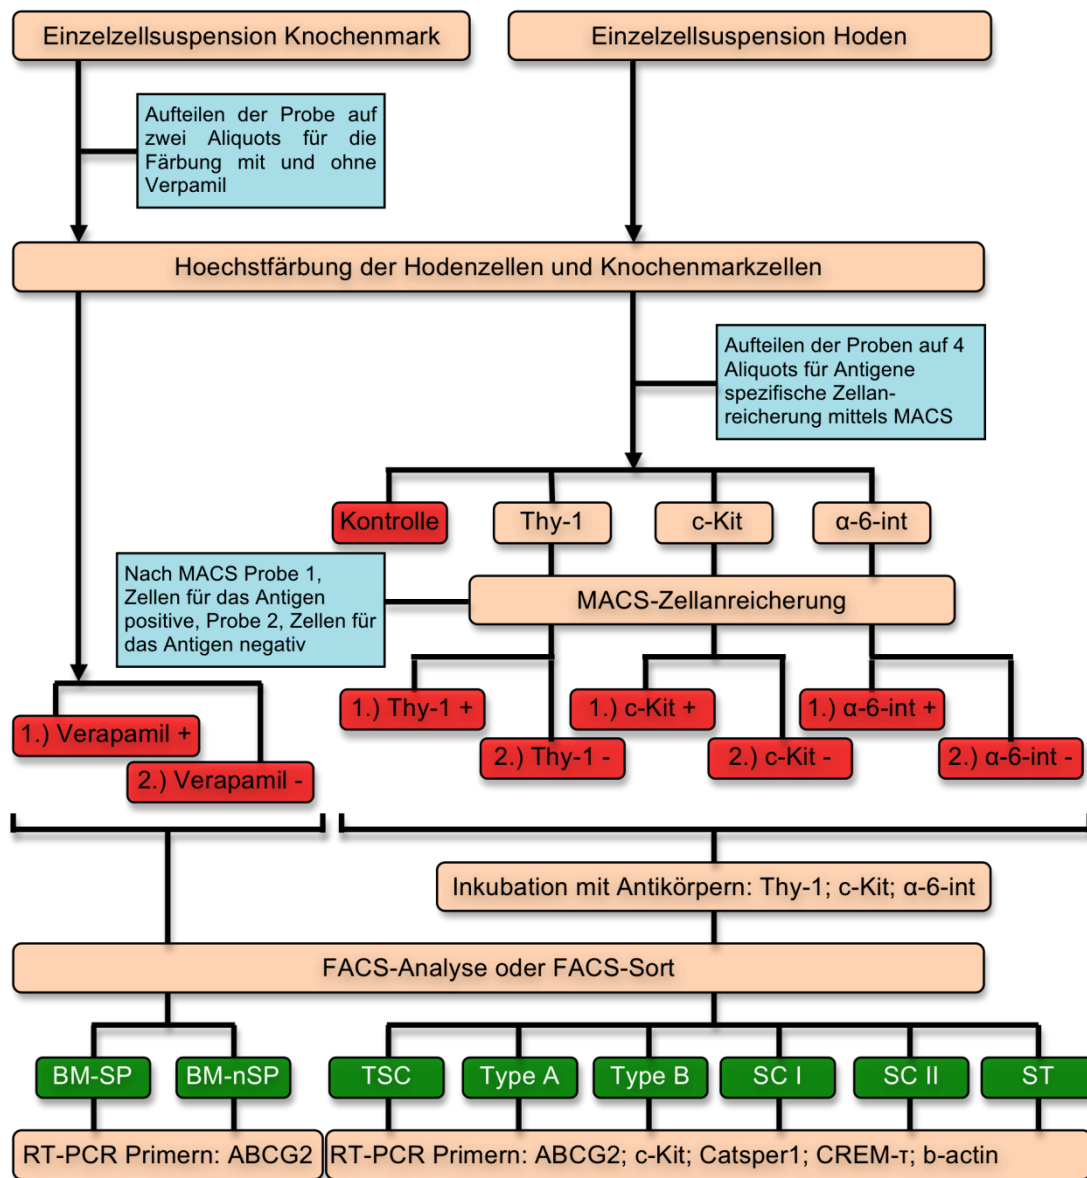 Einzelzellsuspension Knochenmark
Einzelzellsuspension Hoden
Aufteilen der Probe auf
zwei Aliquots für die
Färbung mit und ohne
Verpamil
Hoechstfärbung der Hodenzellen und Knochenmarkzellen
Aufteilen der Proben auf 4
Aliquots für Antigene
spezifische Zellan-
reicherung mittels MACS
Kontrolle
Thy-1
c-Kit
α-6-int
Nach MACS Probe 1,
Zellen für das Antigen
positive, Probe 2, Zellen für
das Antigen negativ
MACS-Zellanreicherung
1.) Verapamil +
2.) Verapamil -
1.) Thy-1 +
2.) Thy-1 -
1.) c-Kit +
2.) c-Kit -
1.) α-6-int +
2.) α-6-int -
Inkubation mit Antikörpern: Thy-1; c-Kit; α-6-int
FACS-Analyse oder FACS-Sort
BM-SP
BM-nSP
TSC
Type A
Type B
SC I
SC II
ST
RT-PCR Primern: ABCG2
RT-PCR Primern: ABCG2; c-Kit; Catsper1; CREM-τ; b-actin